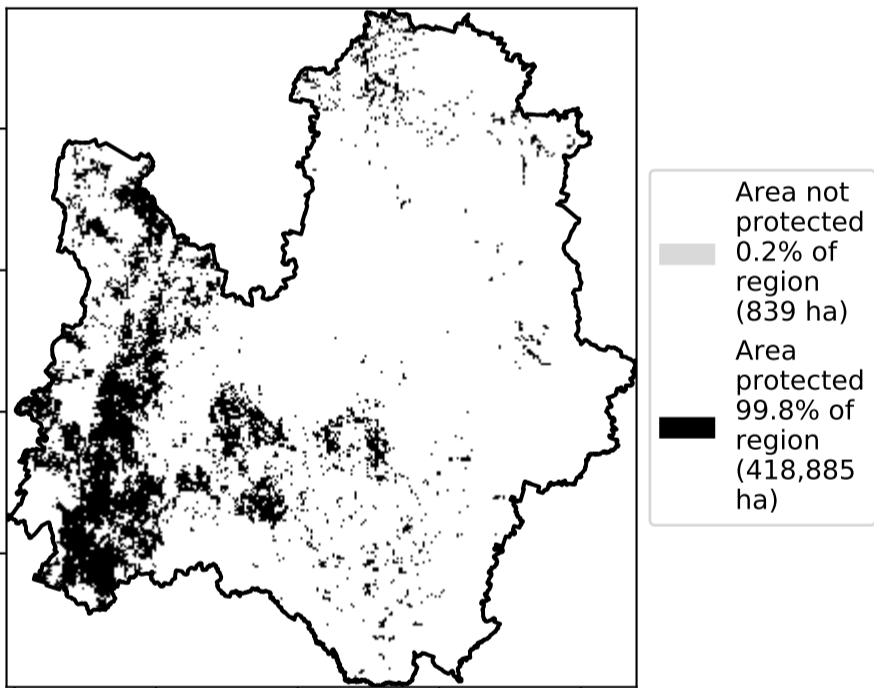 Area not
protected
0.2% of
region
(839 ha)
Area
protected
99.8% of
region
(418,885
ha)